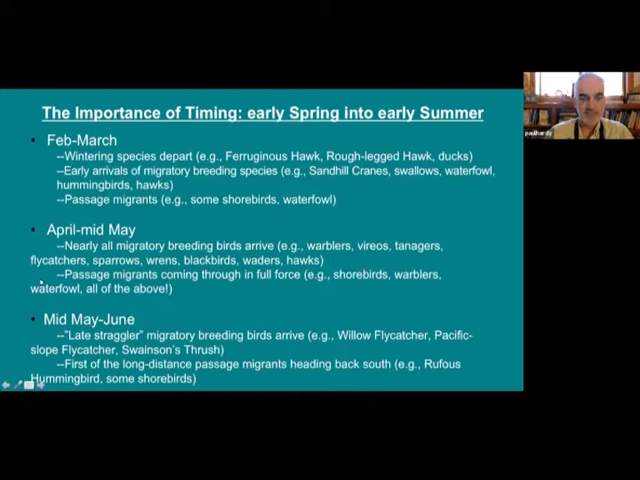 The Importance of Timing: early Spring into early Summer
• Feb-March
--Wintering species depart (e.g., Ferruginous Hawk, Rough-legged Hawk, ducks)
--Early arrivals of migratory breeding species (e.g., Sandhill Cranes, swallows, waterfowl,
hummingbirds, hawks)
--Passage migrants (e.g., some shorebirds, waterfowl)
• April-mid May
--Nearly all migratory breeding birds arrive (e.g., warblers, vireos, tanagers,
flycatchers, sparrows, wrens, blackbirds, waders, hawks)
--Passage migrants coming through in full force (e.g., shorebirds, warblers,
waterfowl, all of the above!)
• Mid May-June
--"Late straggler" migratory breeding birds arrive (e.g., Willow Flycatcher, Pacific-
slope Flycatcher, Swainson's Thrush)
--First of the long-distance passage migrants heading back south (e.g., Rufous
Hummingbird, some shorebirds)
paulhardy